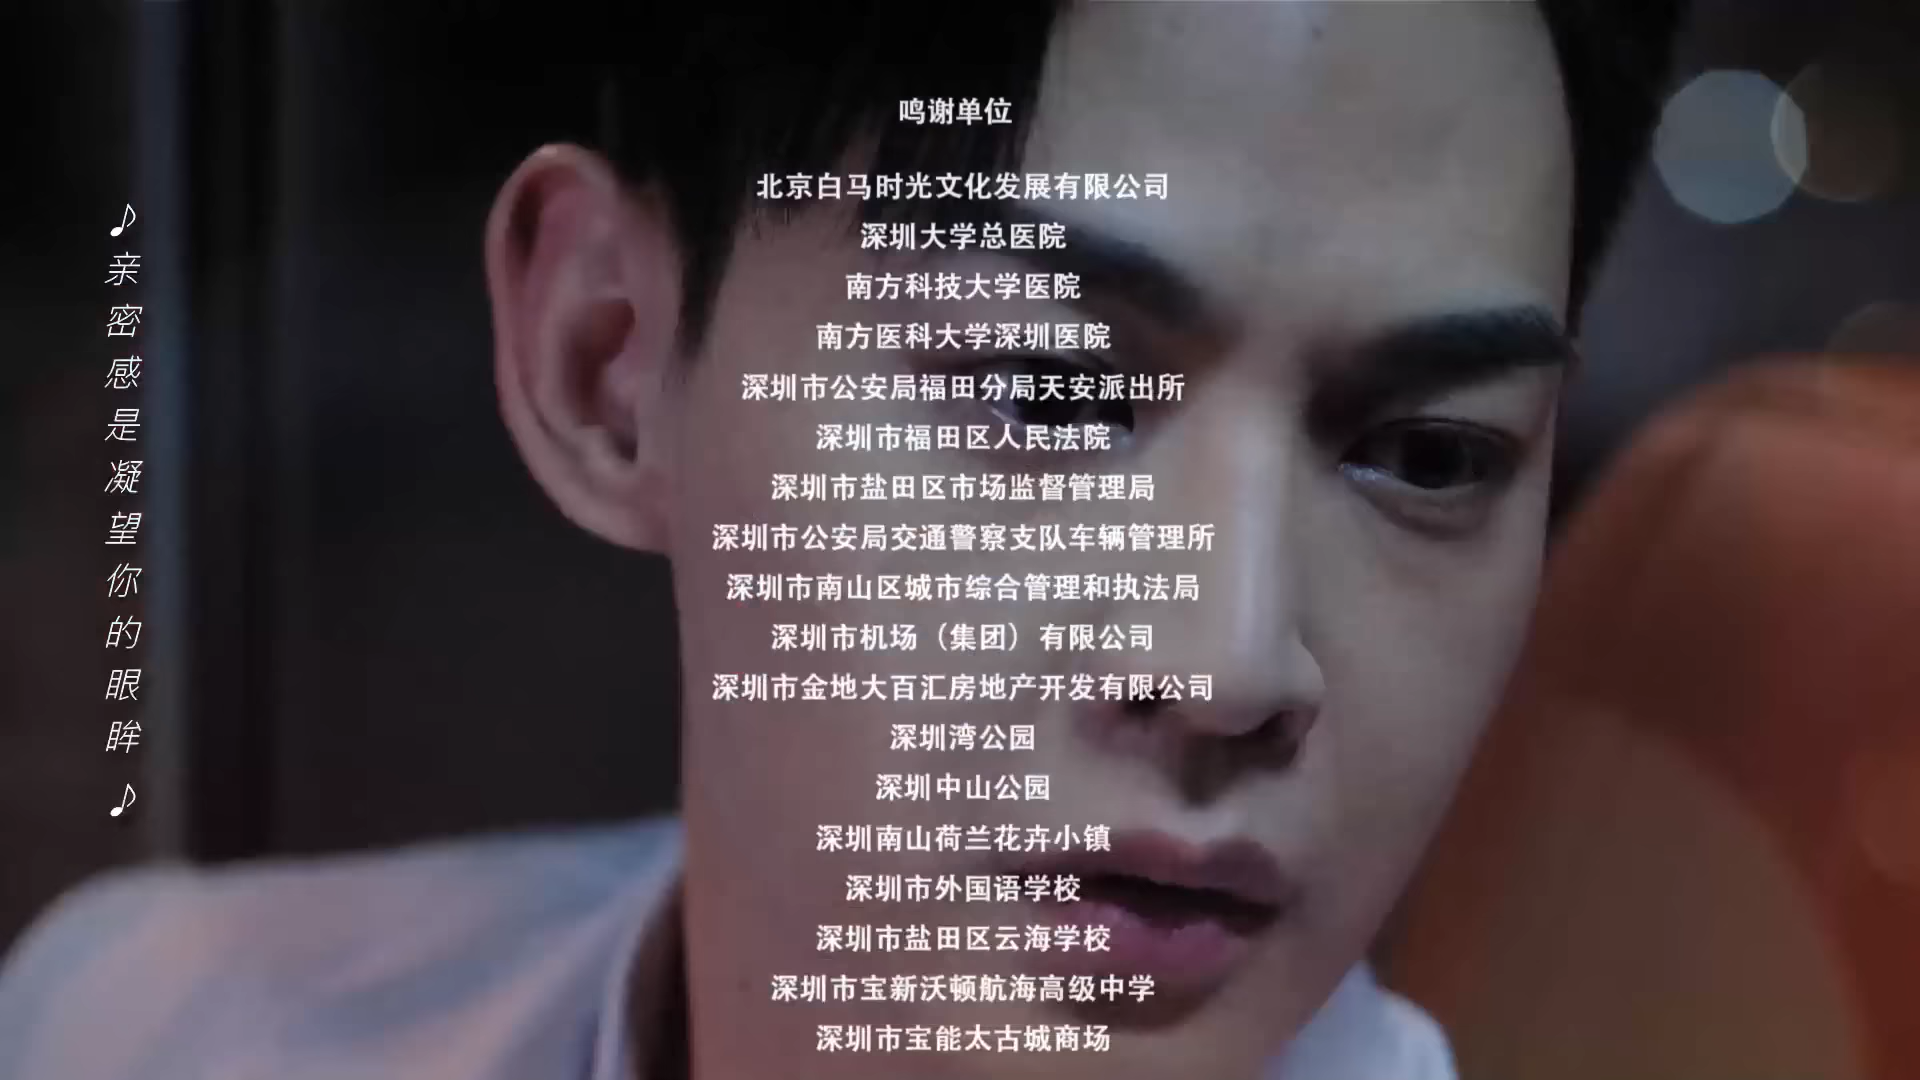 鸣谢单位
北京白马时光文化发展有限公司
深圳大学总医院
南方科技大学医院
南方医科大学深圳医院
深圳市公安局福田分局天安派出所
深圳市福田区人民法院
深圳市盐田区市场监督管理局
深圳市公安局交通警察支队车辆管理所
深圳市南山区城市综合管理和执法局
深圳市机场（集团）有限公司
深圳市金地大百汇房地产开发有限公司
深圳湾公园
深圳中山公园
深圳南山荷兰花卉小镇
深圳市外国语学校
深圳市盐田区云海学校
深圳市宝新沃顿航海高级中学
深圳市宝能太古城商场
♪亲密感是凝望你的眼眸♪